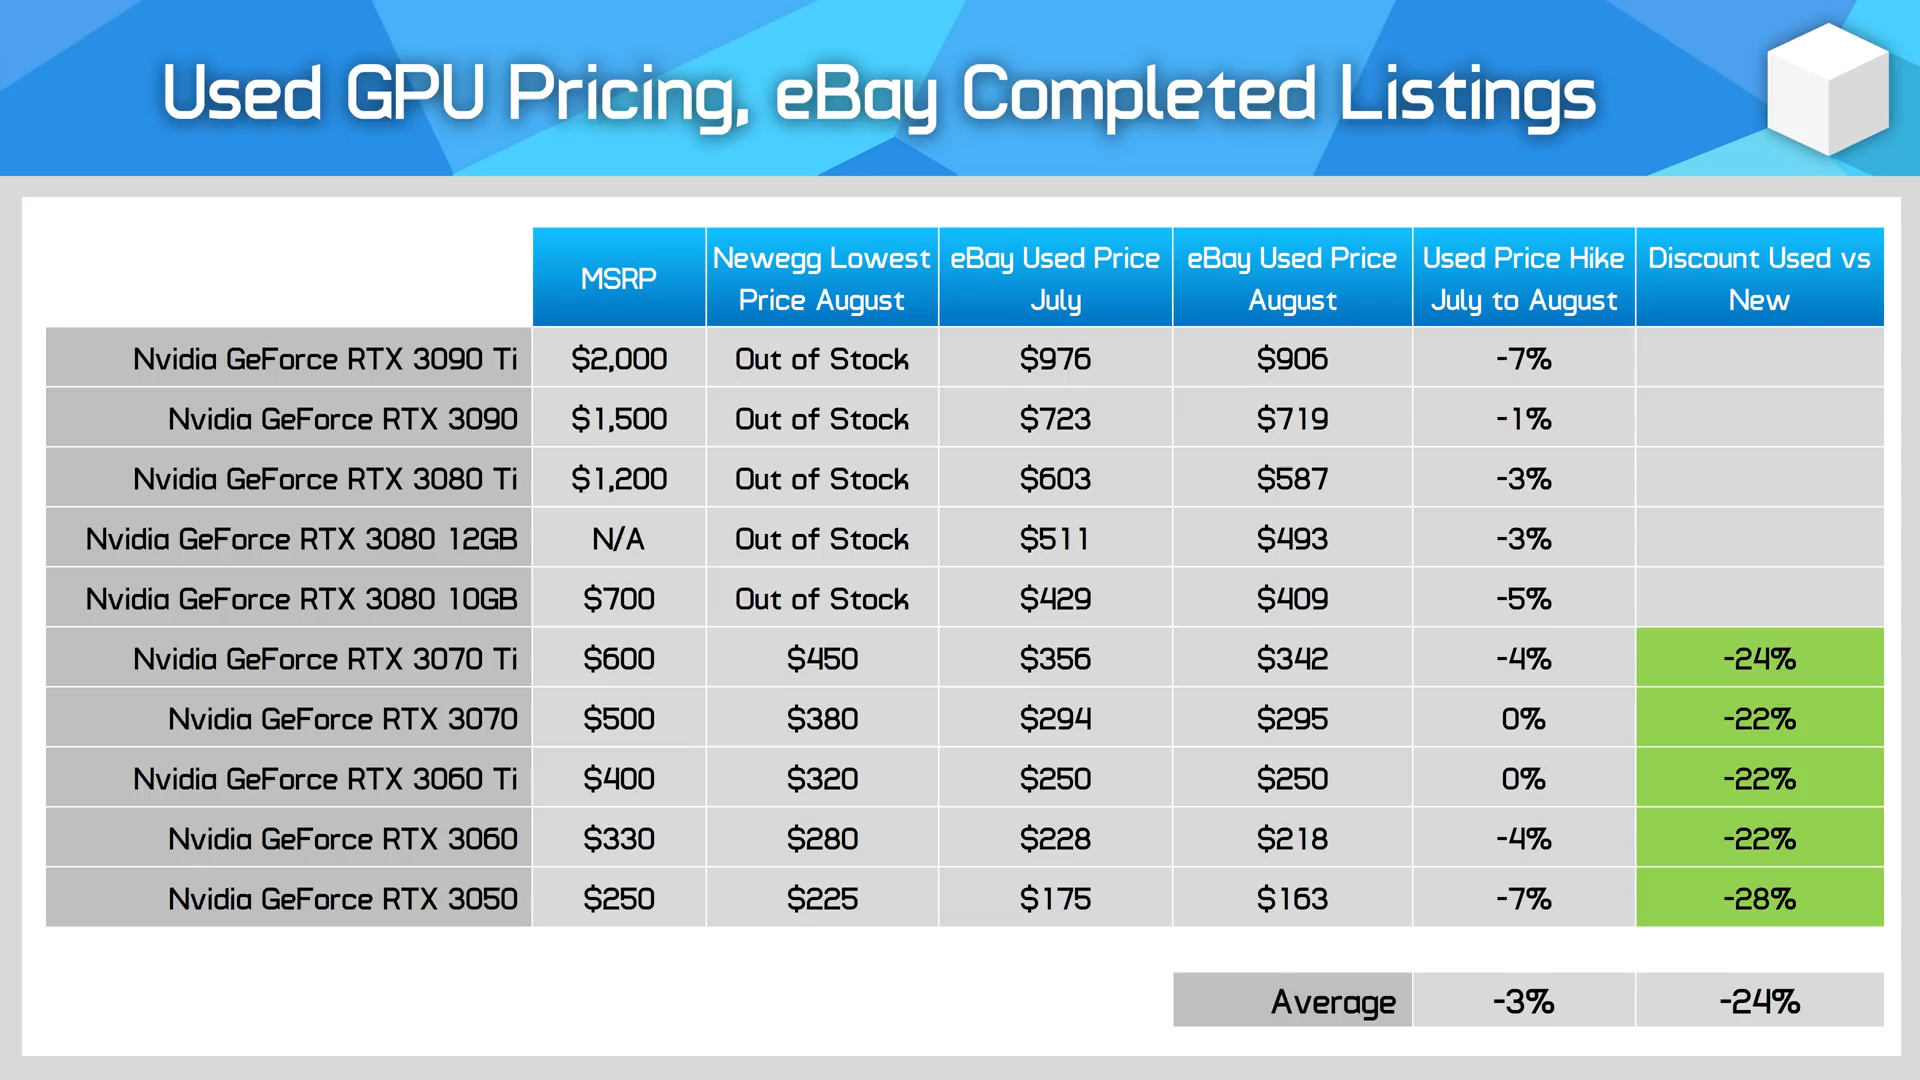 Used GPU Pricing, eBay Completed Listings
MSRP
Newegg Lowest
Price August
eBay Used Price
July
eBay Used Price
August
Used Price Hike
July to August
Discount Used vs
New
Nvidia GeForce RTX 3090 Ti $2,000 Out of Stock $976 $906 -7%
Nvidia GeForce RTX 3090 $1,500 Out of Stock $723 $719 -1%
Nvidia GeForce RTX 3080 Ti $1,200 Out of Stock $603 $587 -3%
Nvidia GeForce RTX 3080 12GB N/A Out of Stock $511 $493 -3%
Nvidia GeForce RTX 3080 10GB $700 Out of Stock $429 $409 -5%
Nvidia GeForce RTX 3070 Ti $600 $450 $356 $342 -4% -24%
Nvidia GeForce RTX 3070 $500 $380 $294 $295 0% -22%
Nvidia GeForce RTX 3060 Ti $400 $320 $250 $250 0% -22%
Nvidia GeForce RTX 3060 $330 $280 $228 $218 -4% -22%
Nvidia GeForce RTX 3050 $250 $225 $175 $163 -7% -28%
Average -3% -24%